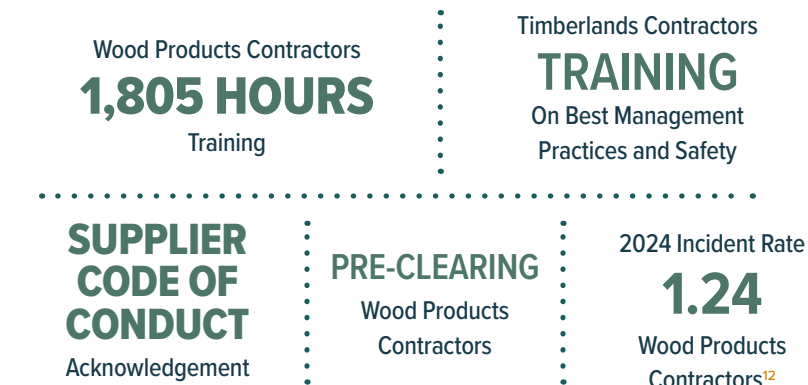 Wood Products Contractors
1,805 HOURS
Training
Timberlands Contractors
TRAINING
On Best Management
Practices and Safety
SUPPLIER
CODE OF
CONDUCT
Acknowledgement
PRE-CLEARING
Wood Products
Contractors
2024 Incident Rate
1.24
Wood Products
Contractors12